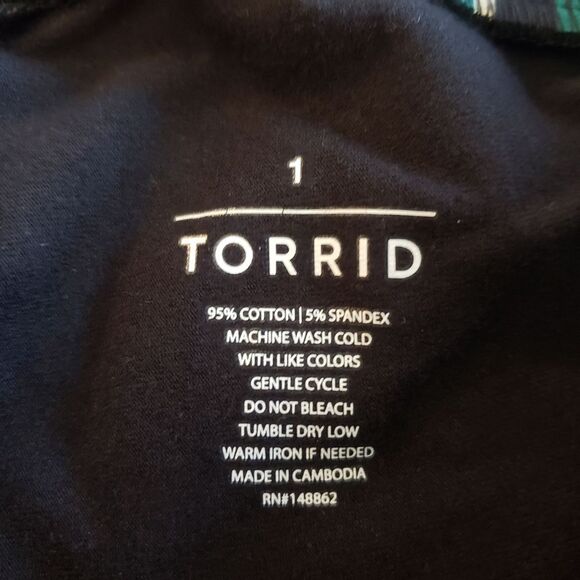 1
TORRID
95% COTTON | 5% SPANDEX
MACHINE WASH COLD
WITH LIKE COLORS
GENTLE CYCLE
DO NOT BLEACH
TUMBLE DRY LOW
WARM IRON IF NEEDED
MADE IN CAMBODIA
RN#148862